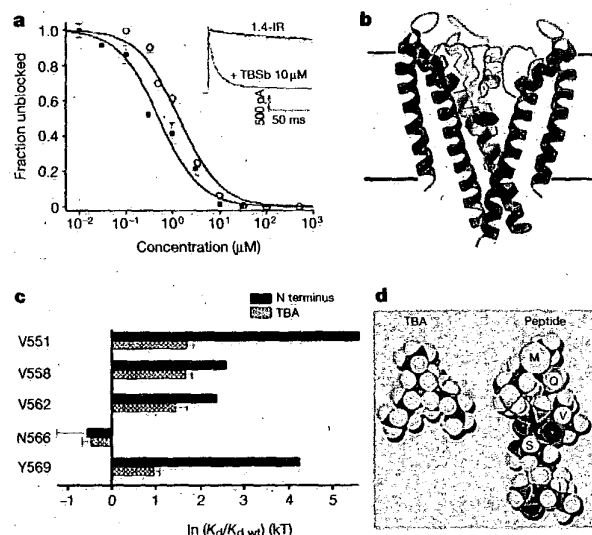 a
1.4-IR
+ TBSb 10 µM
500 pA
50 ms
Fraction unblocked
1.0
0.8
0.6
0.4
0.2
0
10⁻² 10⁻¹ 10⁰ 10¹ 10² 10³
Concentration (µM)
b
c
N terminus
TBA
V551
V558
V562
N566
Y569
–1 0 1 2 3 4 5
ln (Kd/Kd,wt) (kT)
d
TBA
Peptide
M
Q
V
S